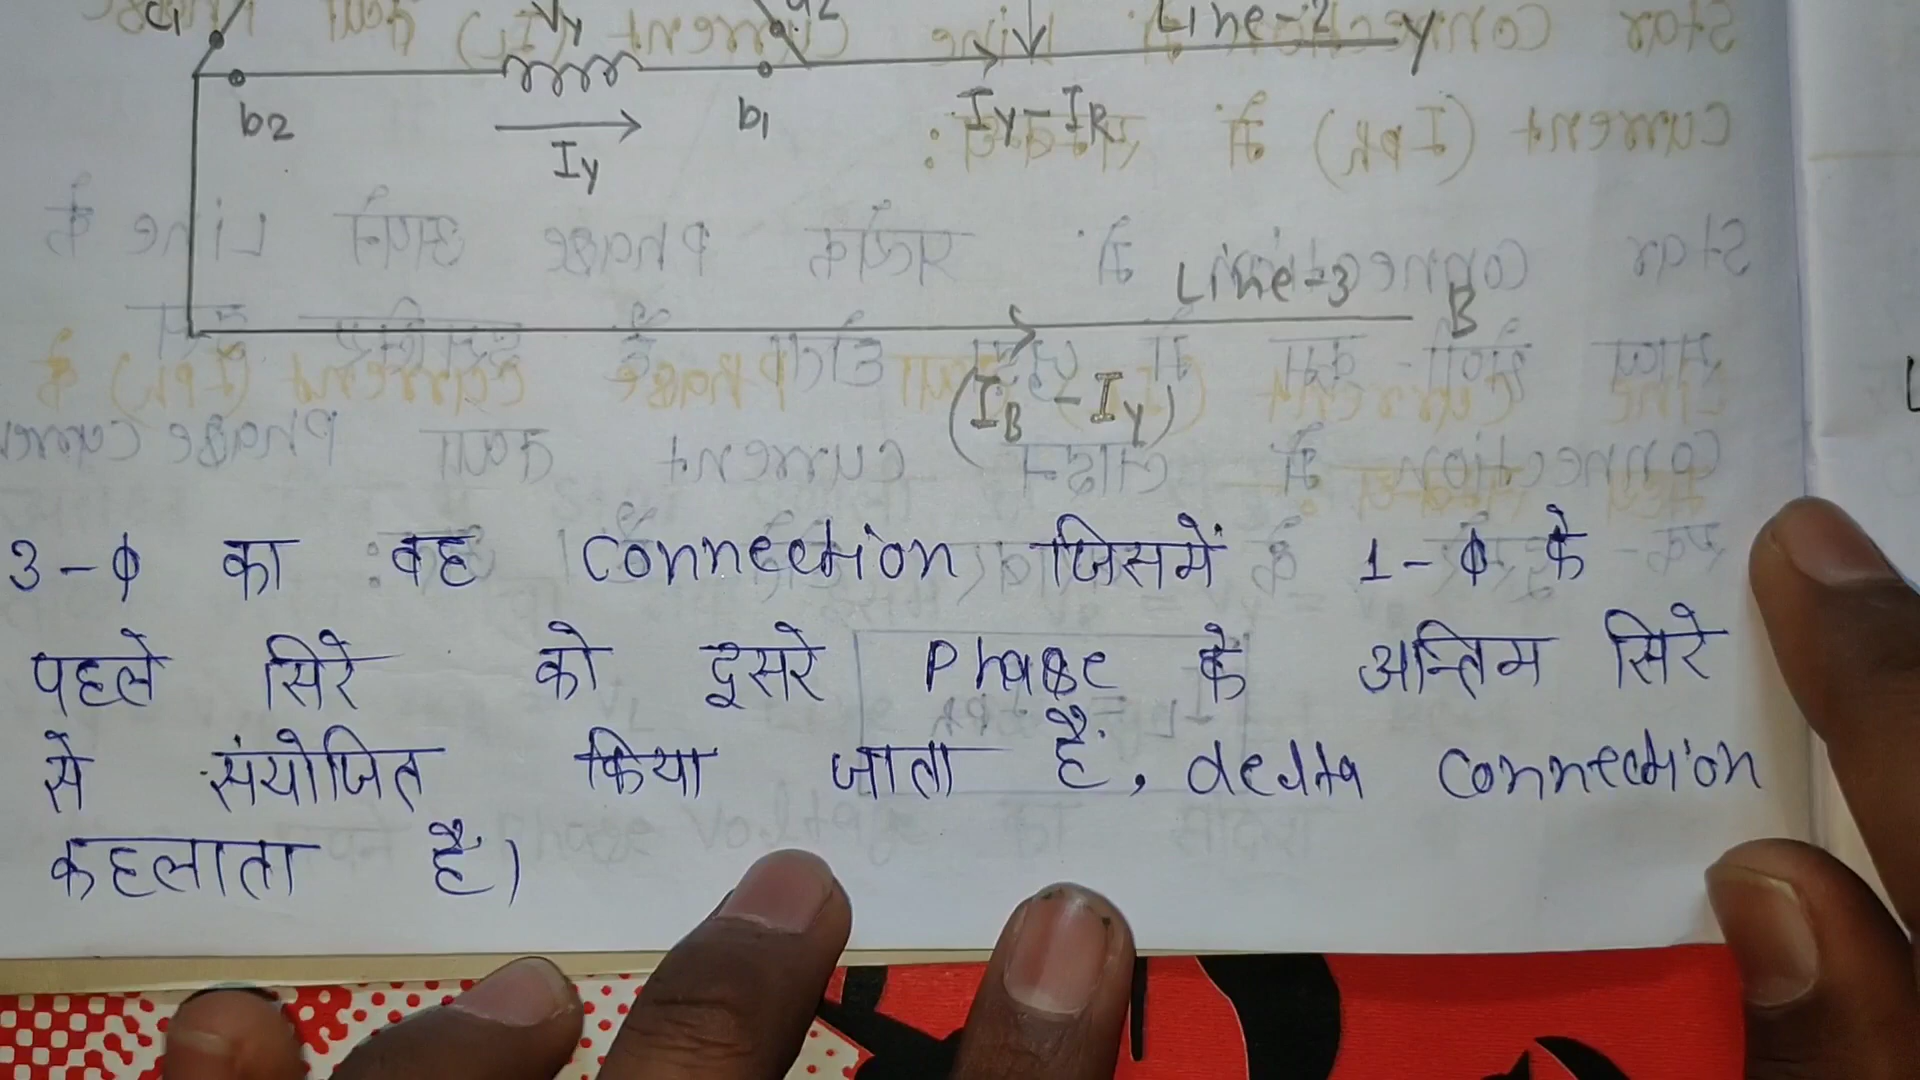 Line-2 Y
b2
b1
IY
IY-IR
Line-3 B
(IB - IY)
3-φ का वह connection जिसमें 1-φ के
पहले सिरे को दूसरे Phase के अन्तिम सिरे
से संयोजित किया जाता है, delta connection
कहलाता है।